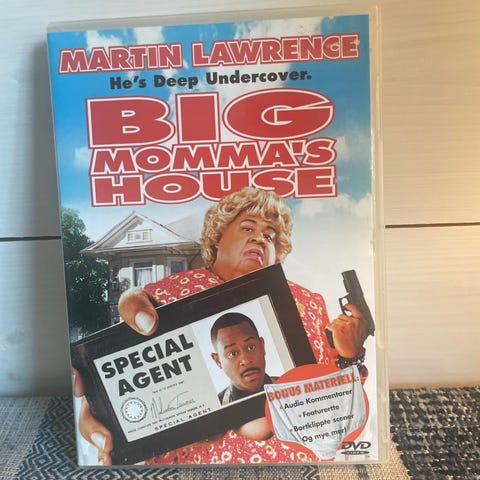 MARTIN LAWRENCE
He's Deep Undercover.
BIG
MOMMA'S
HOUSE
SPECIAL
AGENT
SPECIAL AGENT
BONUS MATERIELL:
• Audio Kommentarer
• Featurette
• Bortklippte scener
Og mye mer!
DVD
VIDEO